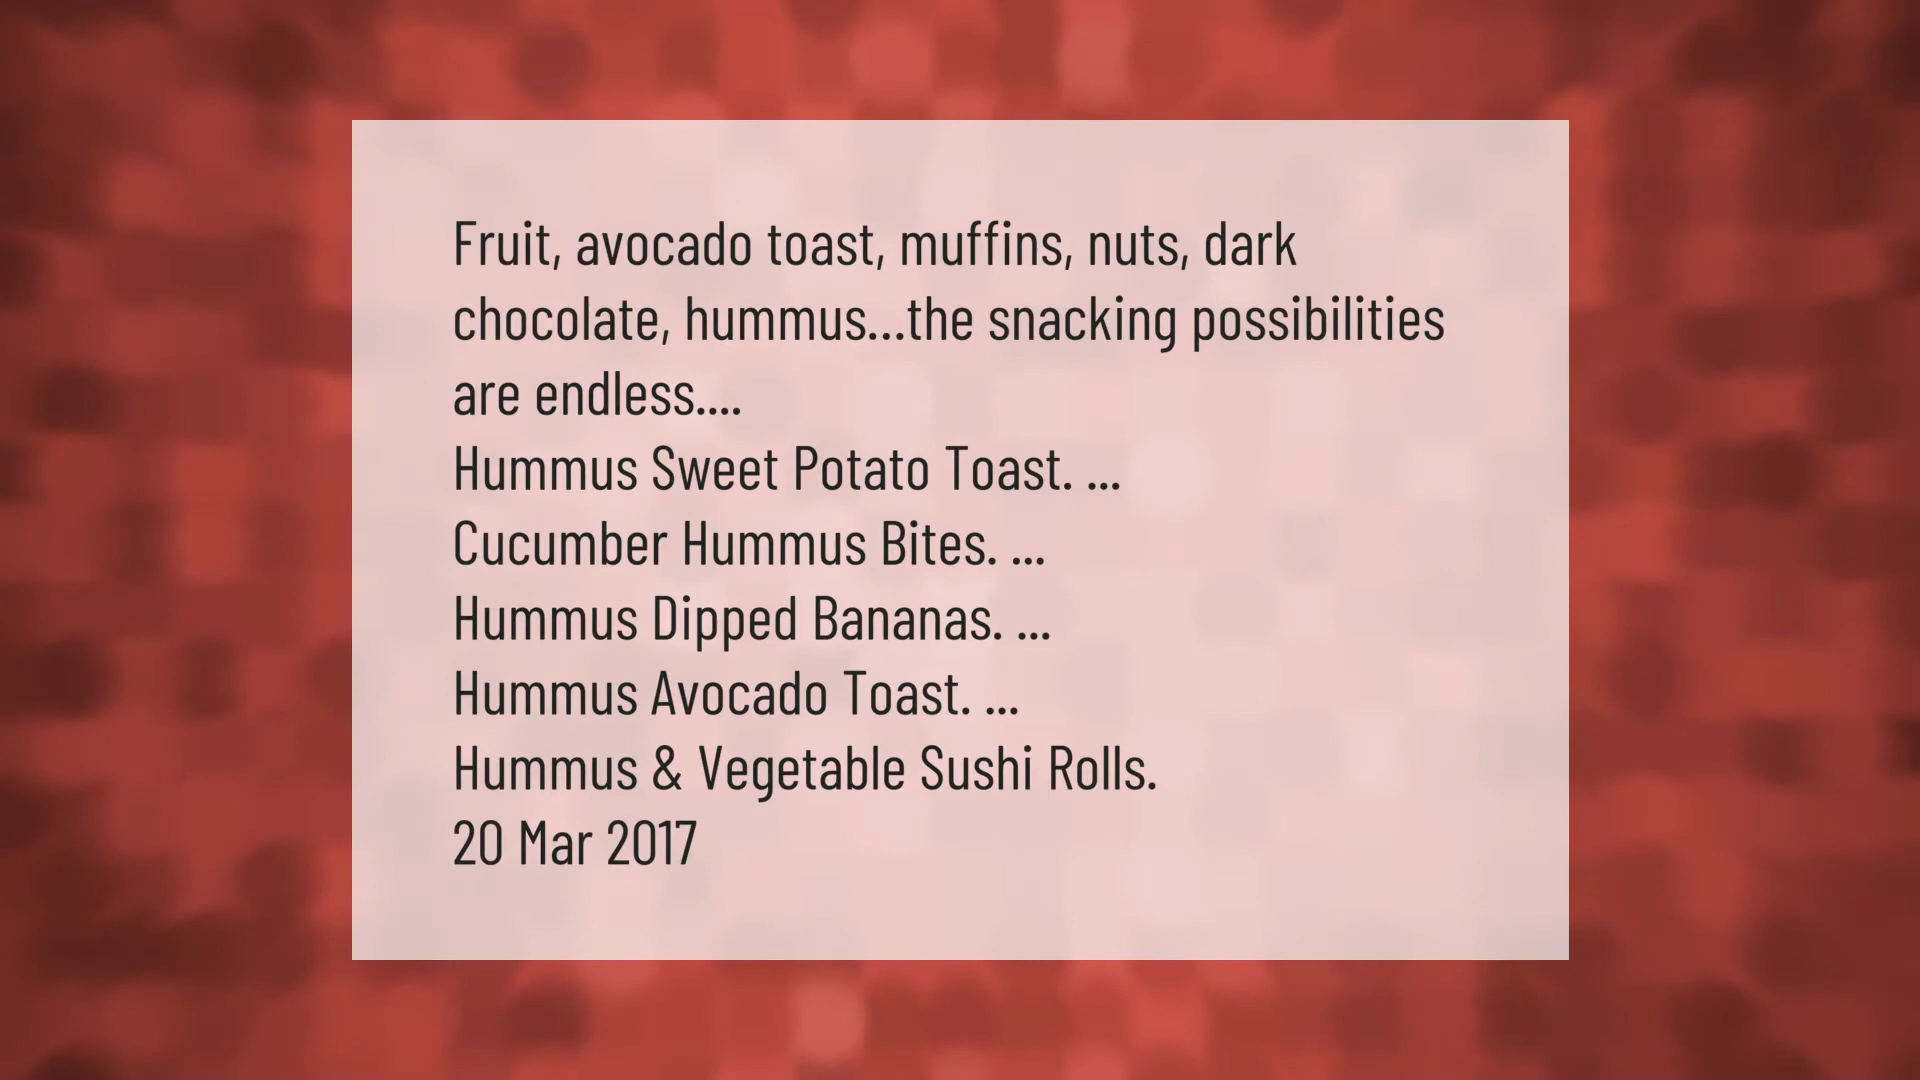 Fruit, avocado toast, muffins, nuts, dark
chocolate, hummus...the snacking possibilities
are endless....
Hummus Sweet Potato Toast. ...
Cucumber Hummus Bites. ...
Hummus Dipped Bananas. ...
Hummus Avocado Toast. ...
Hummus & Vegetable Sushi Rolls.
20 Mar 2017